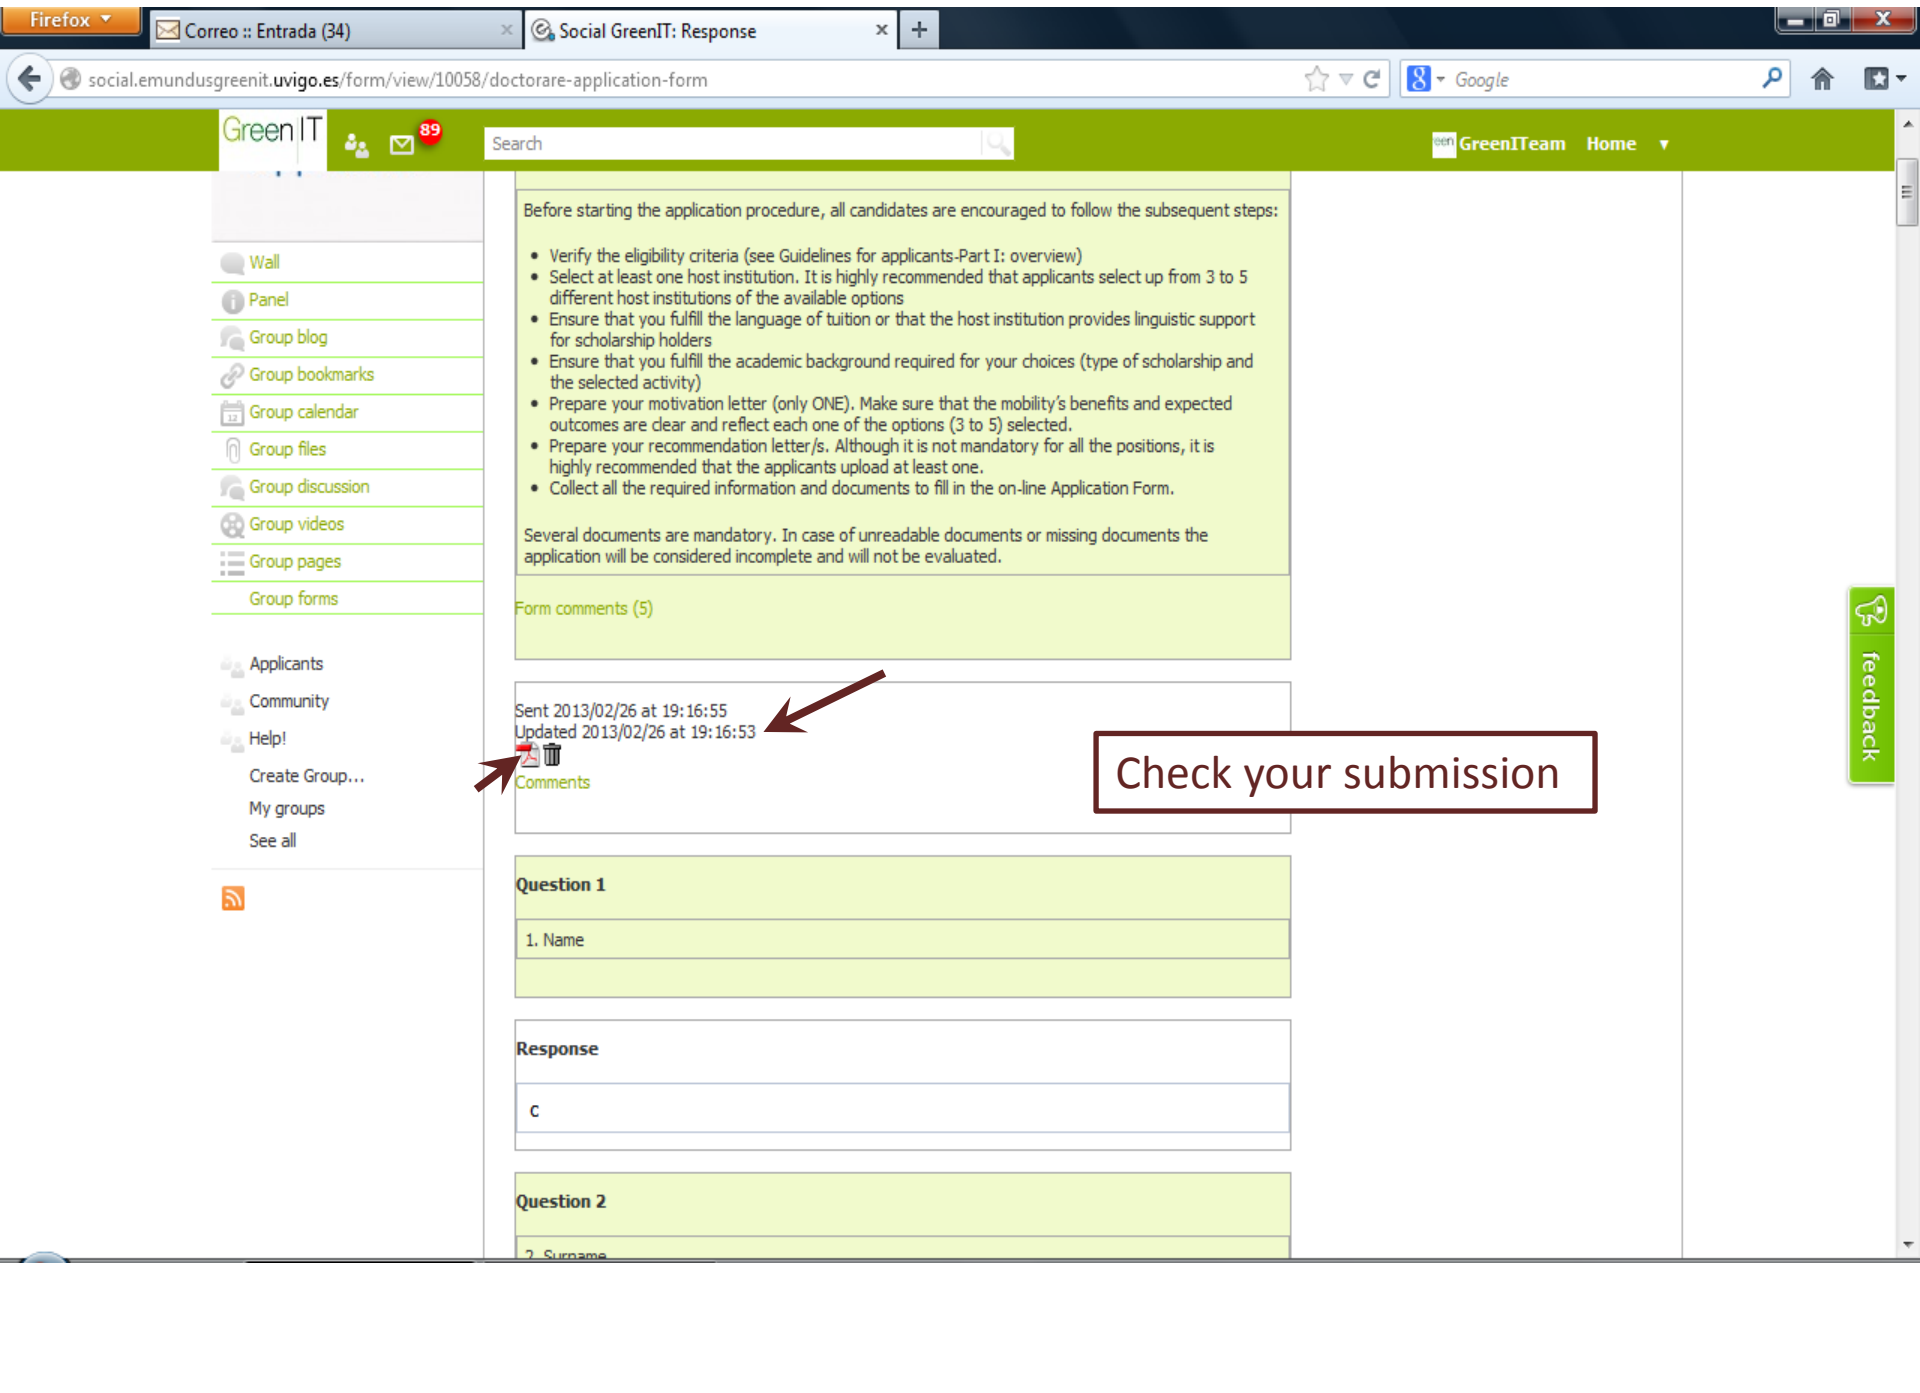 Firefox
Correo :: Entrada (34)
Social GreenIT: Response
social.emundusgreenit.uvigo.es/form/view/10058/doctorare-application-form
Google
GreenIT
89
Search
GreenITeam Home
Wall
Panel
Group blog
Group bookmarks
12
Group calendar
Group files
Group discussion
Group videos
Group pages
Group forms
Applicants
Community
Help!
Create Group...
My groups
See all
Before starting the application procedure, all candidates are encouraged to follow the subsequent steps:
• Verify the eligibility criteria (see Guidelines for applicants-Part I: overview)
• Select at least one host institution. It is highly recommended that applicants select up from 3 to 5
different host institutions of the available options
• Ensure that you fulfill the language of tuition or that the host institution provides linguistic support
for scholarship holders
• Ensure that you fulfill the academic background required for your choices (type of scholarship and
the selected activity)
• Prepare your motivation letter (only ONE). Make sure that the mobility's benefits and expected
outcomes are clear and reflect each one of the options (3 to 5) selected.
• Prepare your recommendation letter/s. Although it is not mandatory for all the positions, it is
highly recommended that the applicants upload at least one.
• Collect all the required information and documents to fill in the on-line Application Form.
Several documents are mandatory. In case of unreadable documents or missing documents the
application will be considered incomplete and will not be evaluated.
Form comments (5)
Sent 2013/02/26 at 19:16:55
Updated 2013/02/26 at 19:16:53
Comments
Check your submission
feedback
Question 1
1. Name
Response
c
Question 2
2. Surname